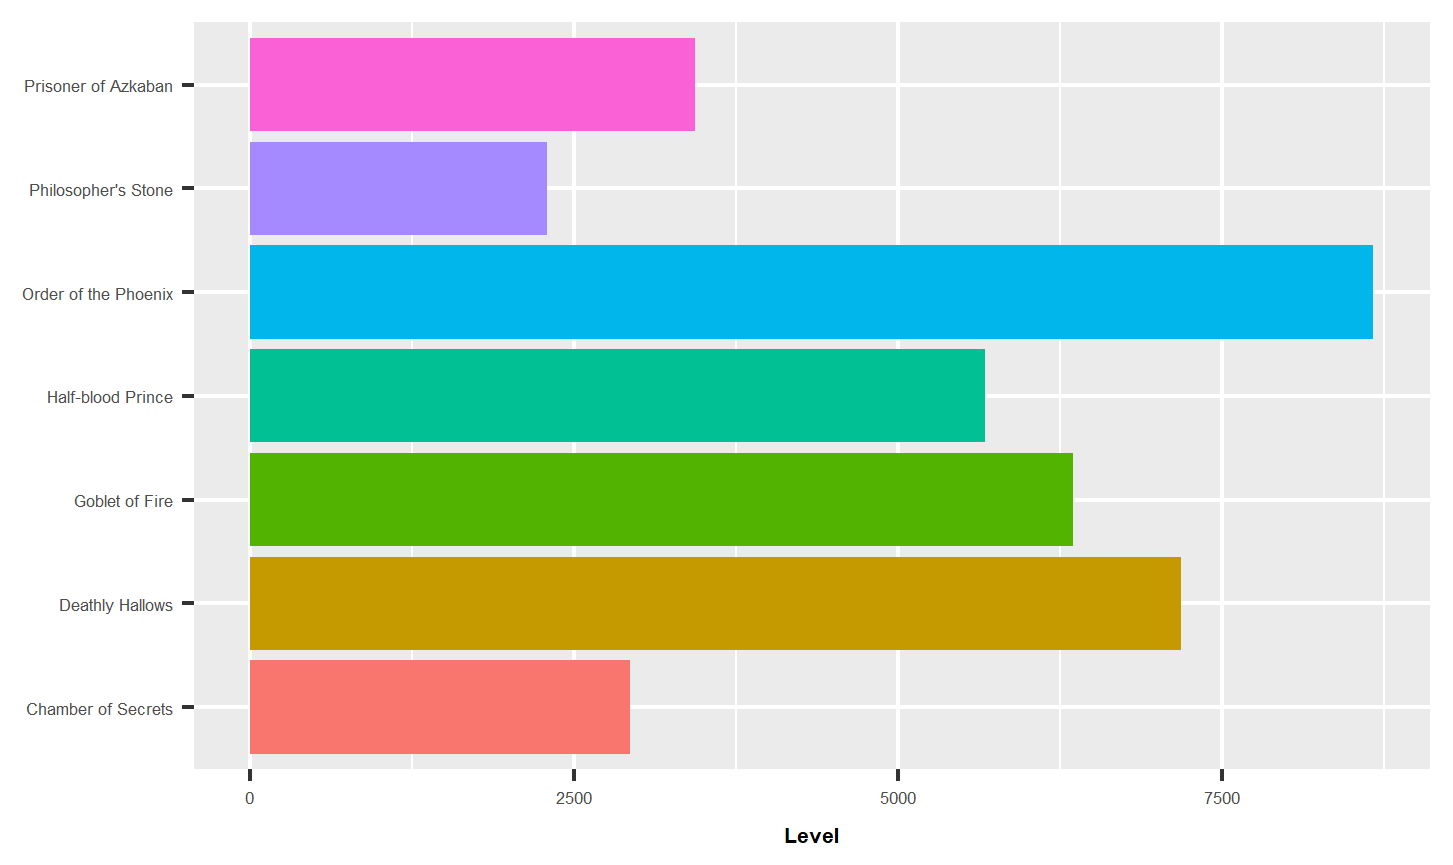 Prisoner of Azkaban
Philosopher's Stone
Order of the Phoenix
Half-blood Prince
Goblet of Fire
Deathly Hallows
Chamber of Secrets
0 2500 5000 7500
Level